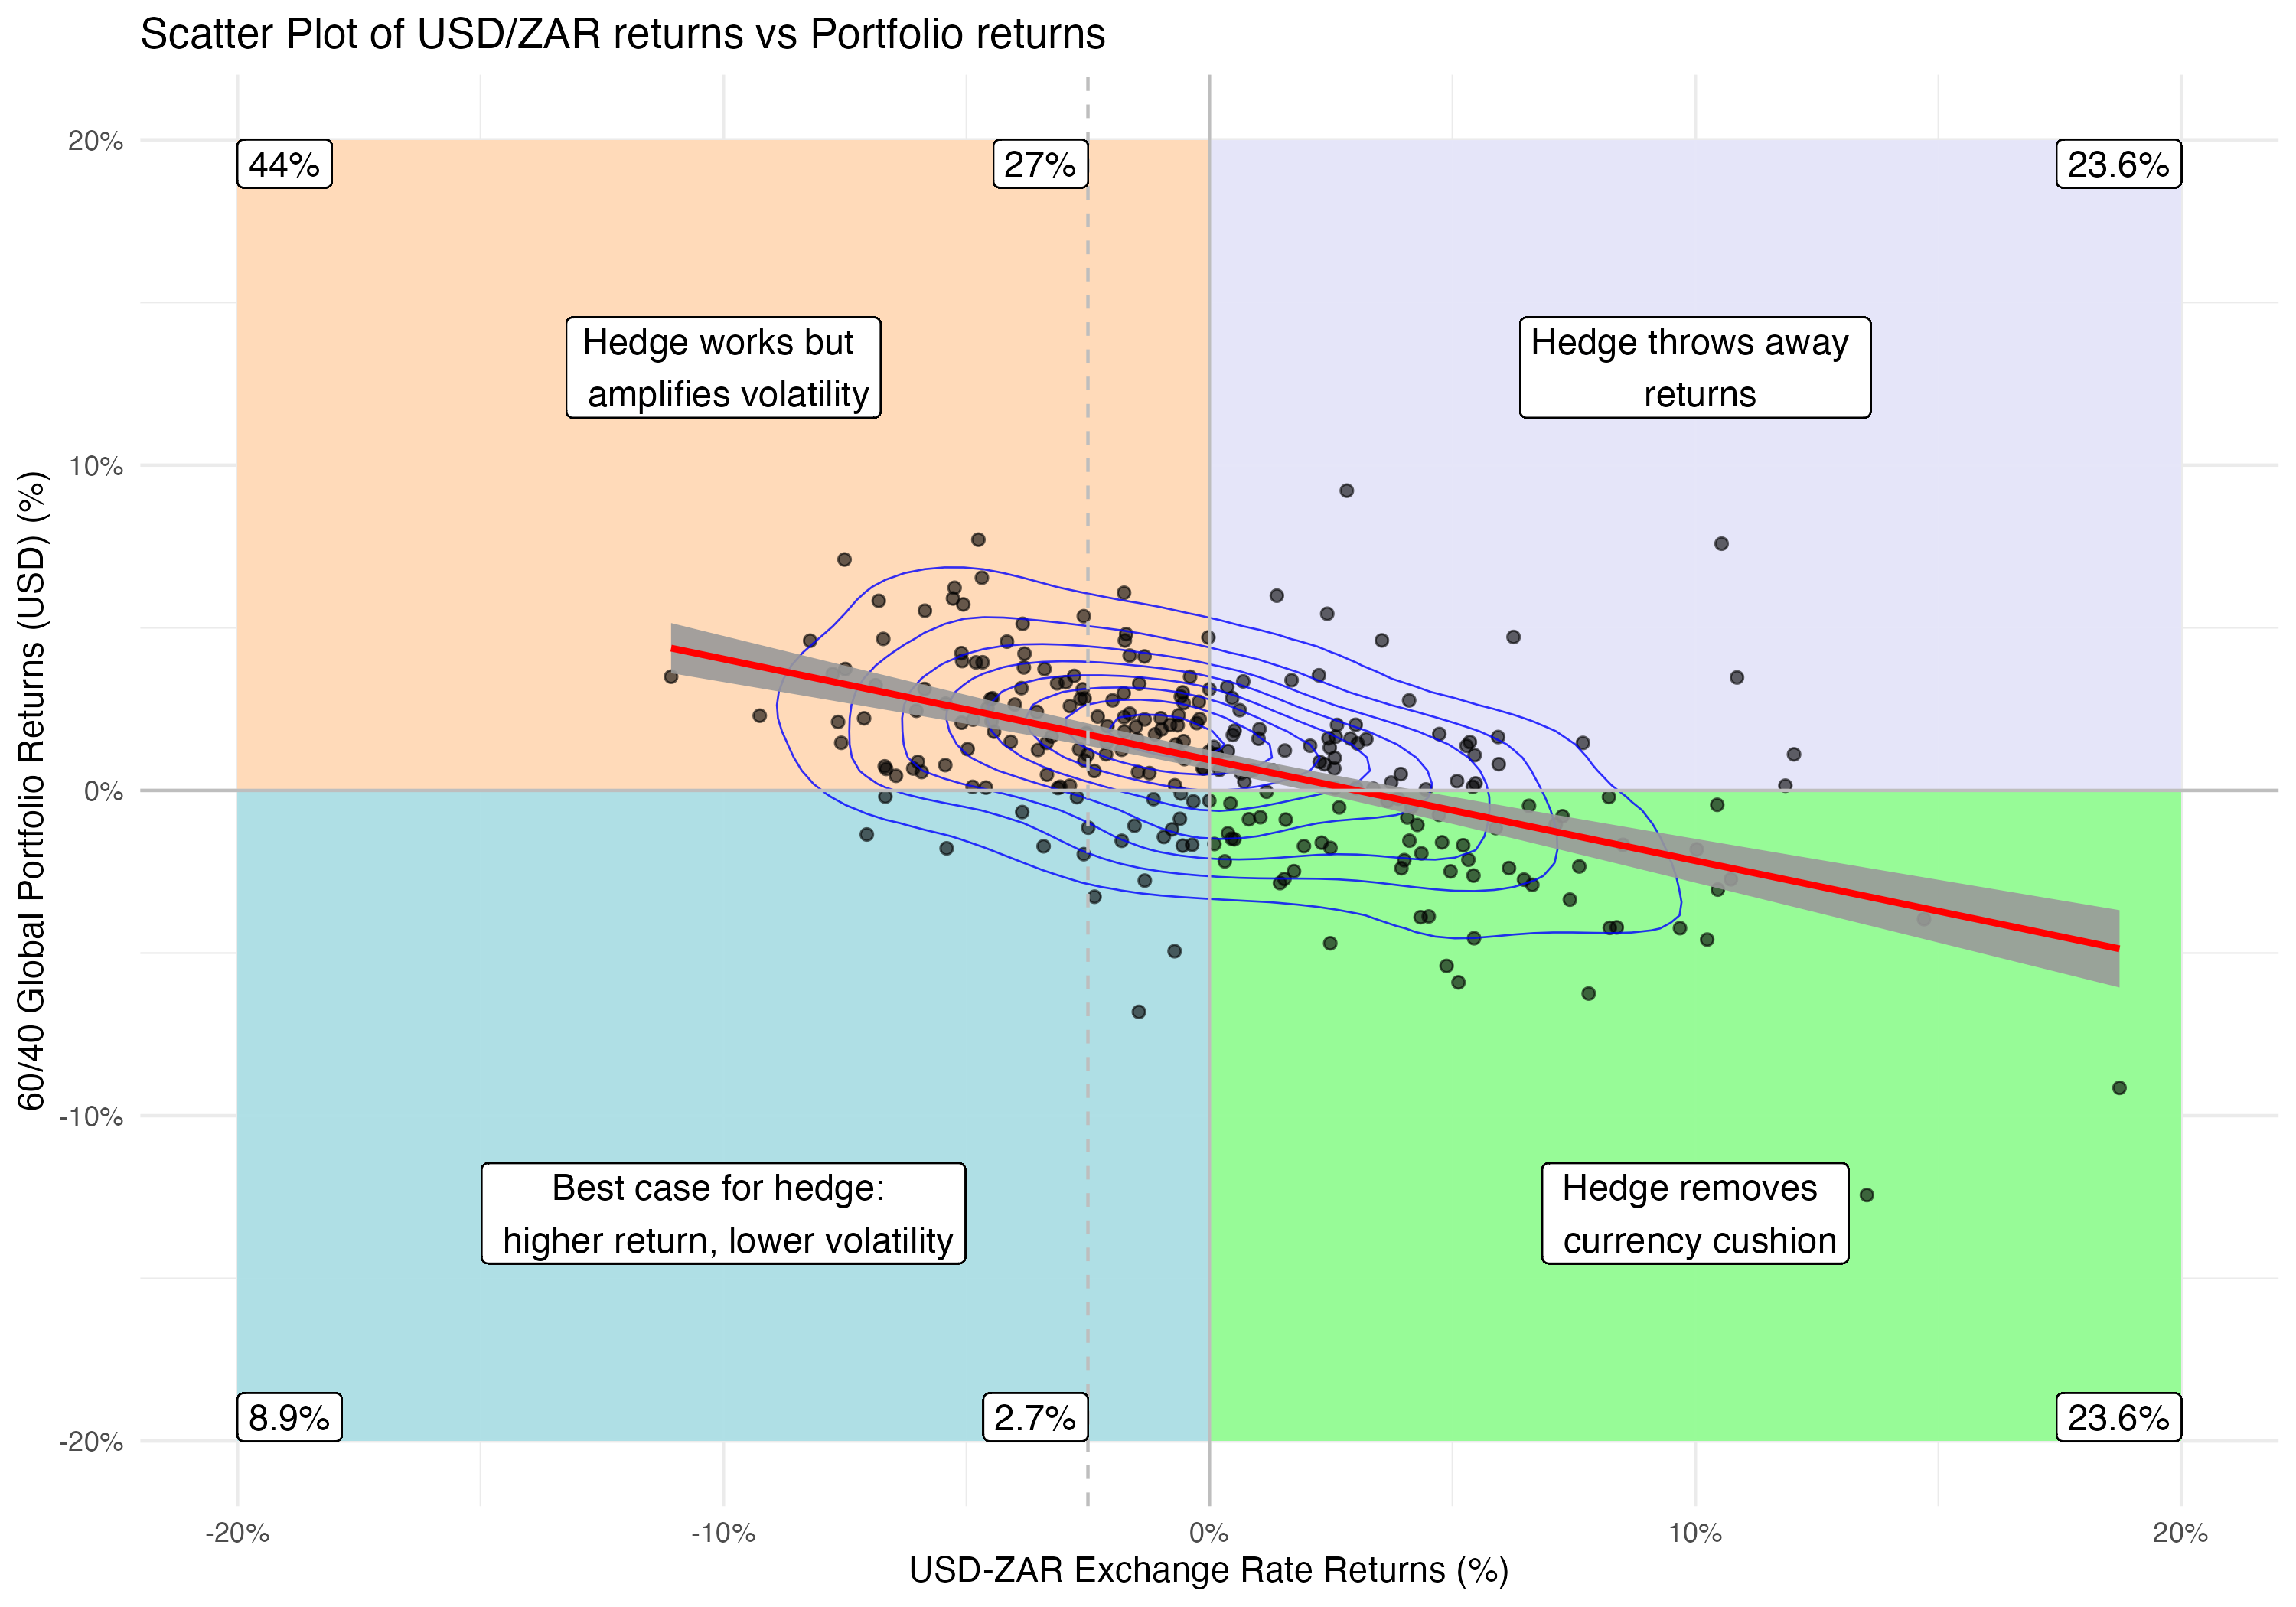 Scatter Plot of USD/ZAR returns vs Portfolio returns
20%
10%
0%
-10%
-20%
60/40 Global Portfolio Returns (USD) (%)
44%
27%
23.6%
Hedge works but
amplifies volatility
Hedge throws away
returns
Best case for hedge:
higher return, lower volatility
Hedge removes
currency cushion
8.9%
2.7%
23.6%
-20%
-10%
0%
10%
20%
USD-ZAR Exchange Rate Returns (%)